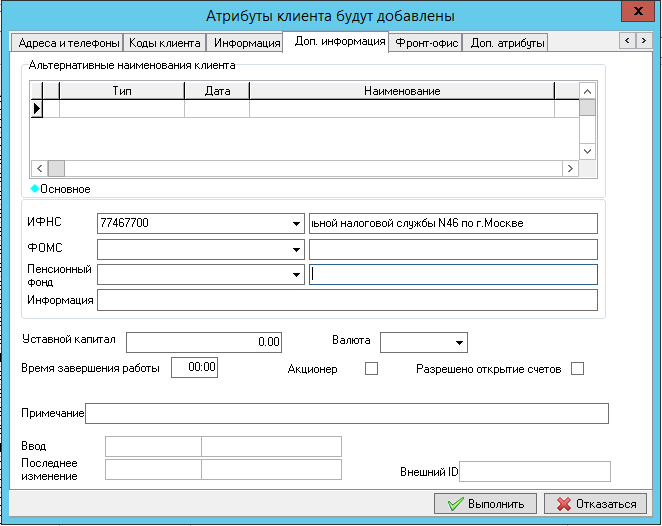 Атрибуты клиента будут добавлены
Адреса и телефоны Коды клиента Информация Доп. информация Фронт-офис Доп. атрибуты
Альтернативные наименования клиента
Тип Дата Наименование
Основное
ИФНС 77467700 ьной налоговой службы N46 по г.Москве
ФОМС
Пенсионный фонд
Информация
Уставной капитал 0.00 Валюта
Время завершения работы 00:00 Акционер Разрешено открытие счетов
Примечание
Ввод
Последнее изменение
Внешний ID
Выполнить Отказаться